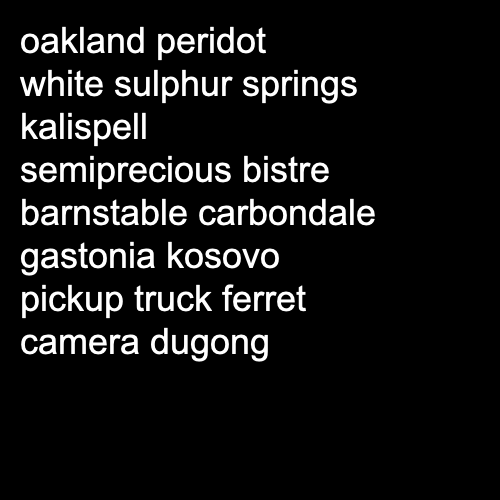 oakland peridot
white sulphur springs
kalispell
semiprecious bistre
barnstable carbondale
gastonia kosovo
pickup truck ferret
camera dugong